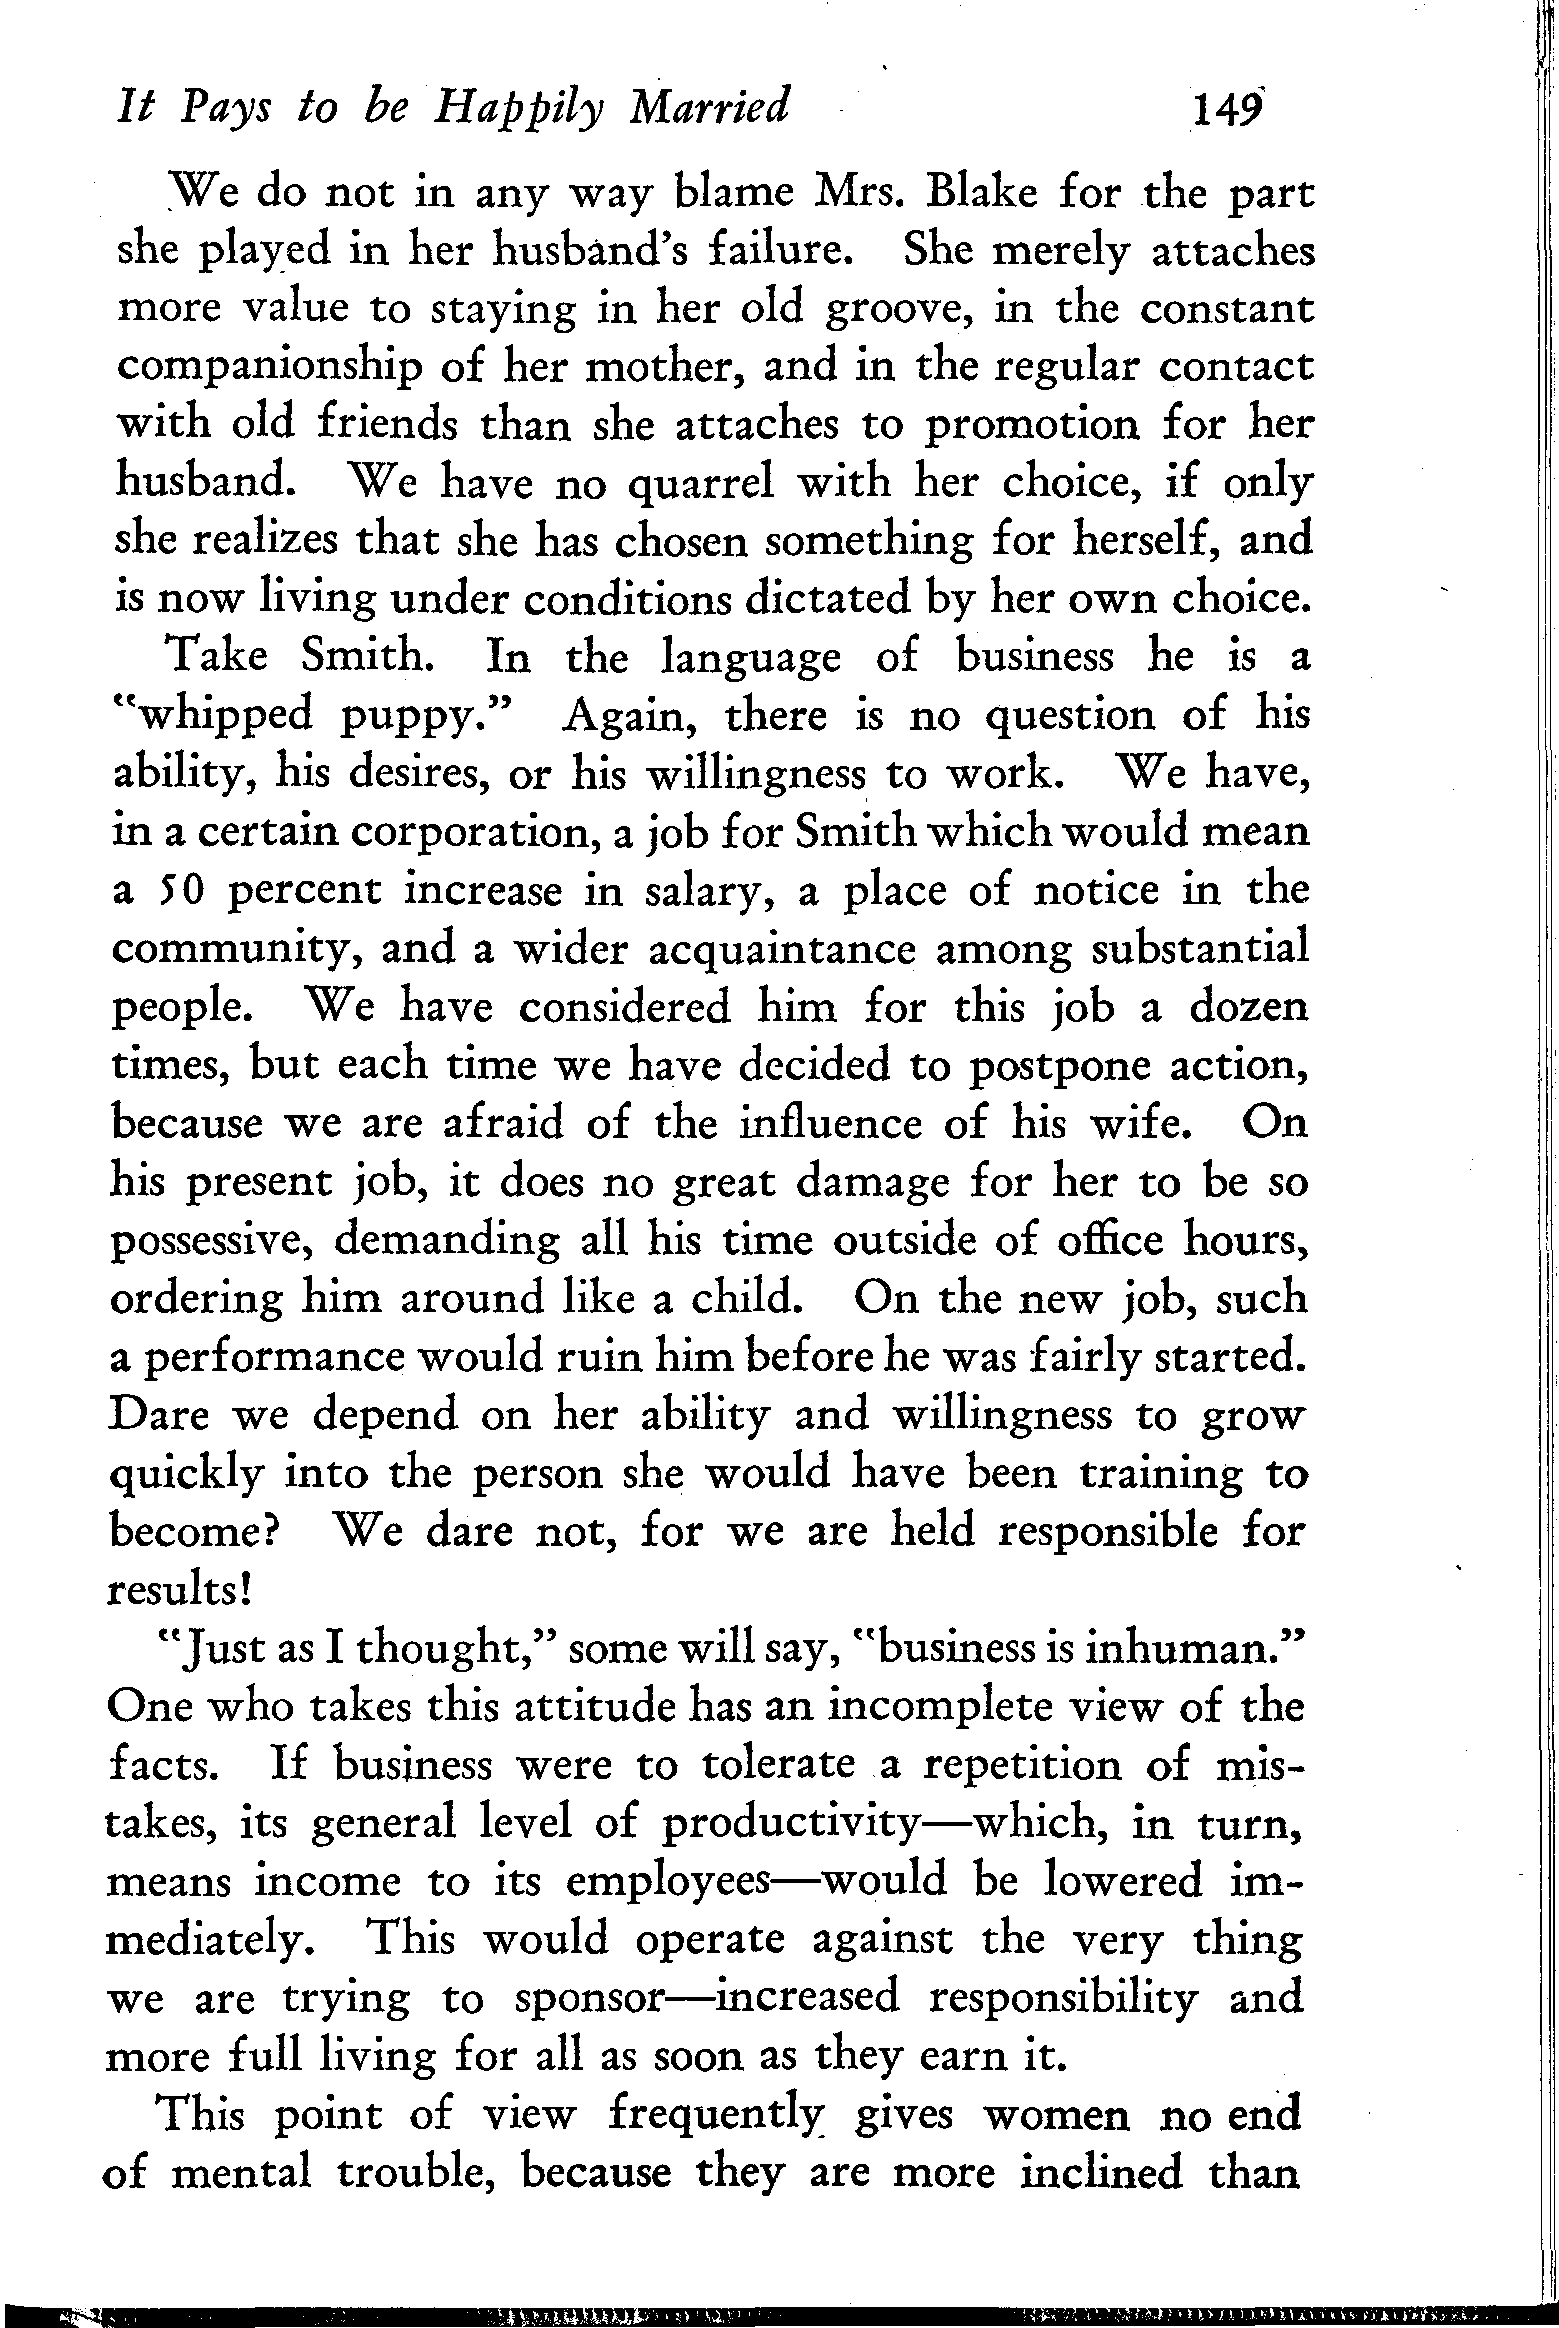 It Pays to be Happily Married 149
We do not in any way blame Mrs. Blake for the part
she played in her husband's failure. She merely attaches
more value to staying in her old groove, in the constant
companionship of her mother, and in the regular contact
with old friends than she attaches to promotion for her
husband. We have no quarrel with her choice, if only
she realizes that she has chosen something for herself, and
is now living under conditions dictated by her own choice.
Take Smith. In the language of business he is a
"whipped puppy." Again, there is no question of his
ability, his desires, or his willingness to work. We have,
in a certain corporation, a job for Smith which would mean
a 50 percent increase in salary, a place of notice in the
community, and a wider acquaintance among substantial
people. We have considered him for this job a dozen
times, but each time we have decided to postpone action,
because we are afraid of the influence of his wife. On
his present job, it does no great damage for her to be so
possessive, demanding all his time outside of office hours,
ordering him around like a child. On the new job, such
a performance would ruin him before he was fairly started.
Dare we depend on her ability and willingness to grow
quickly into the person she would have been training to
become? We dare not, for we are held responsible for
results!
"Just as I thought," some will say, "business is inhuman."
One who takes this attitude has an incomplete view of the
facts. If business were to tolerate a repetition of mis-
takes, its general level of productivity—which, in turn,
means income to its employees—would be lowered im-
mediately. This would operate against the very thing
we are trying to sponsor—increased responsibility and
more full living for all as soon as they earn it.
This point of view frequently gives women no end
of mental trouble, because they are more inclined than